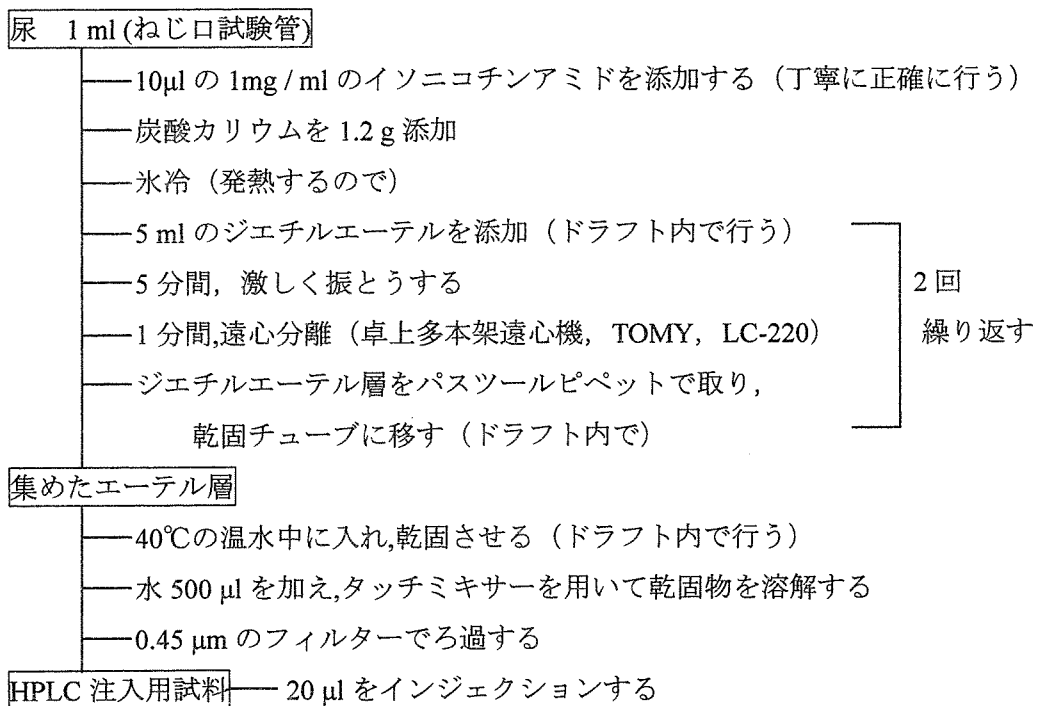 尿　1 ml (ねじ口試験管)
10μl の 1mg / ml のイソニコチンアミドを添加する（丁寧に正確に行う）
炭酸カリウムを 1.2 g 添加
氷冷（発熱するので）
5 ml のジエチルエーテルを添加（ドラフト内で行う）
5 分間，激しく振とうする
2 回
1 分間,遠心分離（卓上多本架遠心機，TOMY，LC-220）
繰り返す
ジエチルエーテル層をパスツールピペットで取り，
乾固チューブに移す（ドラフト内で）
集めたエーテル層
40℃の温水中に入れ,乾固させる（ドラフト内で行う）
水 500 μl を加え,タッチミキサーを用いて乾固物を溶解する
0.45 μm のフィルターでろ過する
HPLC 注入用試料 20 μl をインジェクションする